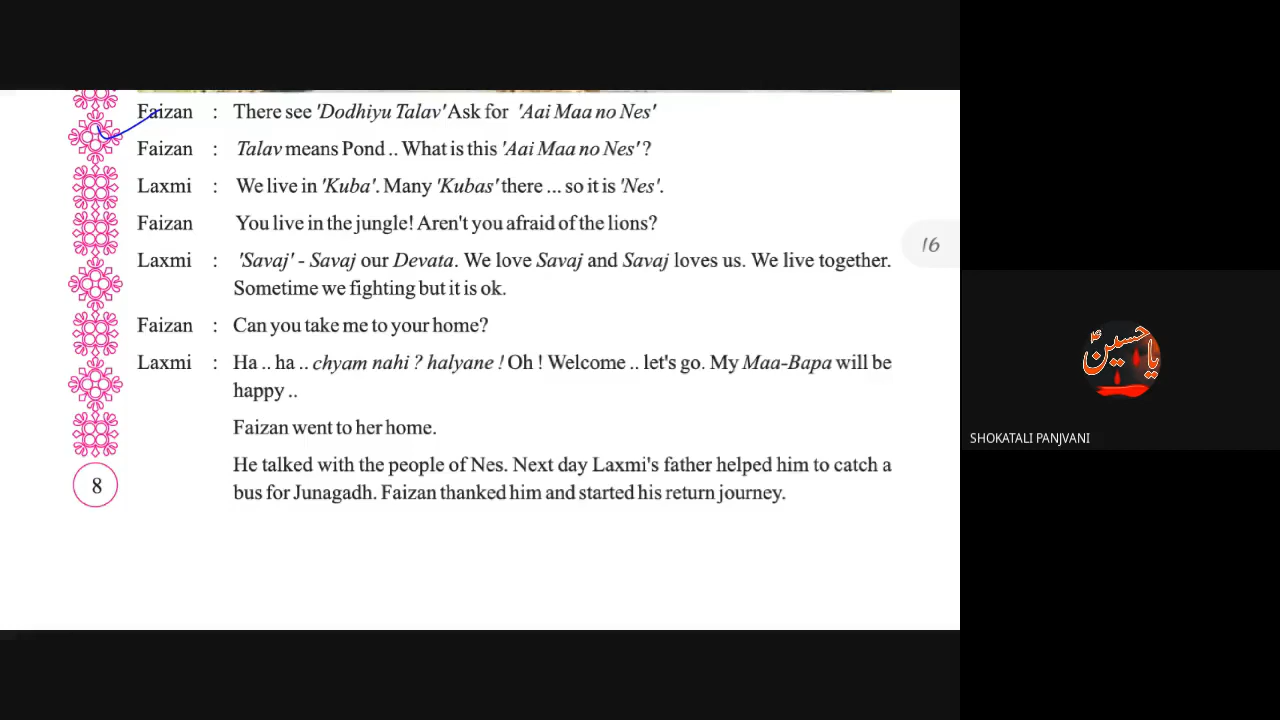 Faizan : There see 'Dodhiyu Talav' Ask for 'Aai Maa no Nes'
Faizan : Talav means Pond .. What is this 'Aai Maa no Nes' ?
Laxmi : We live in 'Kuba'. Many 'Kubas' there ... so it is 'Nes'.
Faizan You live in the jungle! Aren't you afraid of the lions?
Laxmi : 'Savaj' - Savaj our Devata. We love Savaj and Savaj loves us. We live together.
Sometime we fighting but it is ok.
Faizan : Can you take me to your home?
Laxmi : Ha .. ha .. chyam nahi ? halyane ! Oh ! Welcome .. let's go. My Maa-Bapa will be
happy ..
Faizan went to her home.
He talked with the people of Nes. Next day Laxmi's father helped him to catch a
bus for Junagadh. Faizan thanked him and started his return journey.
8
16
يا حسين ع
SHOKATALI PANJVANI